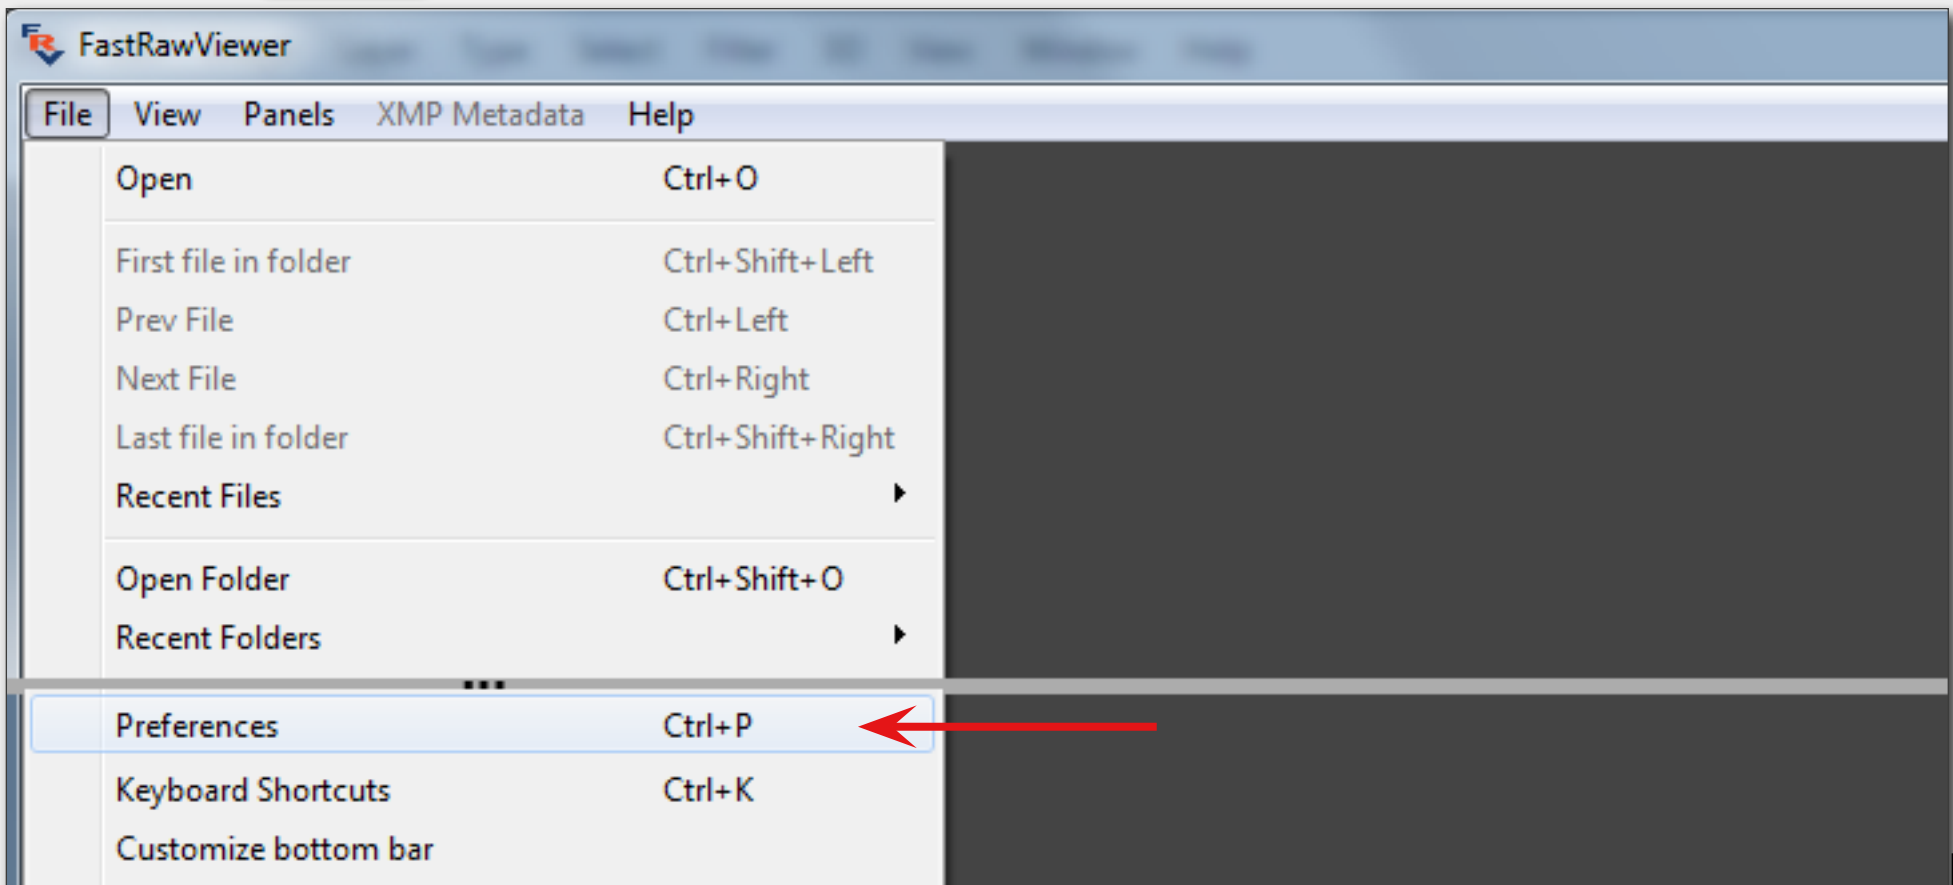 FastRawViewer
File View Panels XMP Metadata Help
Open Ctrl+O
First file in folder Ctrl+Shift+Left
Prev File Ctrl+Left
Next File Ctrl+Right
Last file in folder Ctrl+Shift+Right
Recent Files
Open Folder Ctrl+Shift+O
Recent Folders
...
Preferences Ctrl+P
Keyboard Shortcuts Ctrl+K
Customize bottom bar